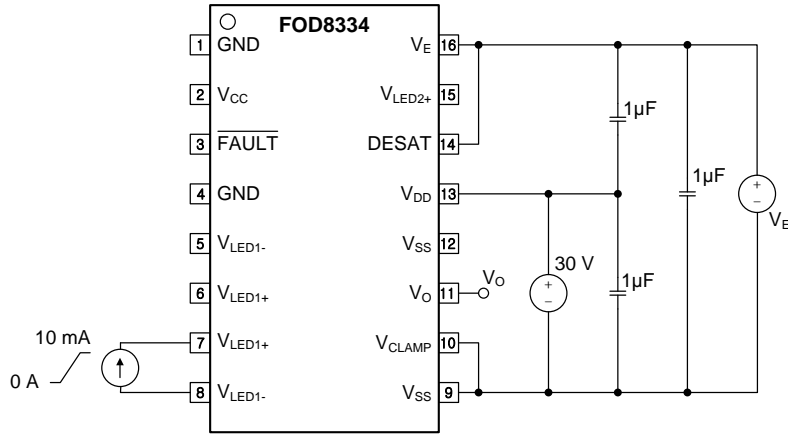 FOD8334
1 GND
2 VCC
3 FAULT
4 GND
5 VLED1-
6 VLED1+
7 VLED1+
8 VLED1-
VE 16
VLED2+ 15
DESAT 14
VDD 13
VSS 12
VO 11
VCLAMP 10
VSS 9
10 mA
0 A
VO
30 V
+
−
1µF
1µF
1µF
+
−
VE